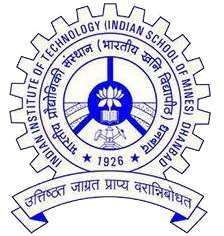 INDIAN INSTITUTE OF TECHNOLOGY (INDIAN SCHOOL OF MINES) DHANBAD
भारतीय प्रौद्योगिकी संस्थान (भारतीय खनि विद्यापीठ) धनबाद
* 1926 *
उत्तिष्ठत जाग्रत प्राप्य वरान्निबोधत